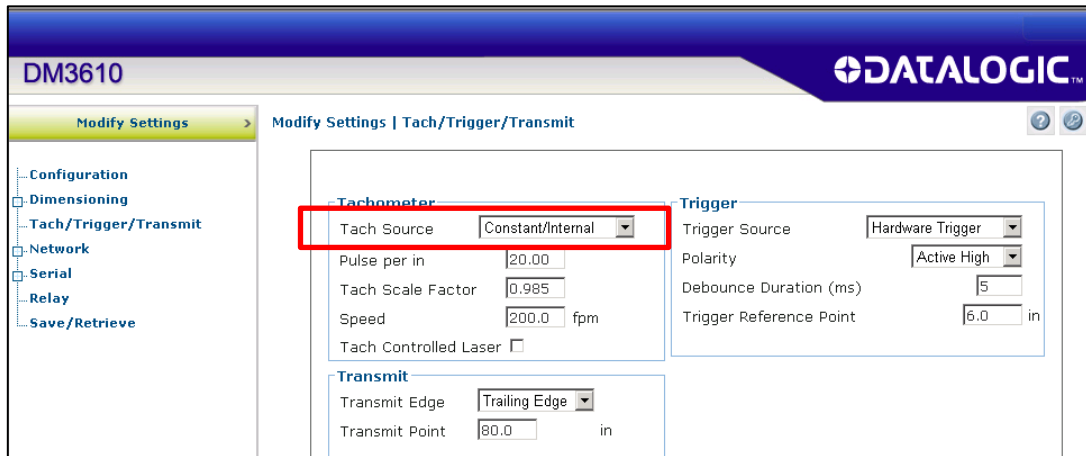 DM3610
DATALOGIC™
Modify Settings >
Modify Settings | Tach/Trigger/Transmit
?
Configuration
Dimensioning
Tach/Trigger/Transmit
Network
Serial
Relay
Save/Retrieve
Tachometer
Tach Source Constant/Internal
Pulse per in 20.00
Tach Scale Factor 0.985
Speed 200.0 fpm
Tach Controlled Laser
Trigger
Trigger Source Hardware Trigger
Polarity Active High
Debounce Duration (ms) 5
Trigger Reference Point 6.0 in
Transmit
Transmit Edge Trailing Edge
Transmit Point 80.0 in